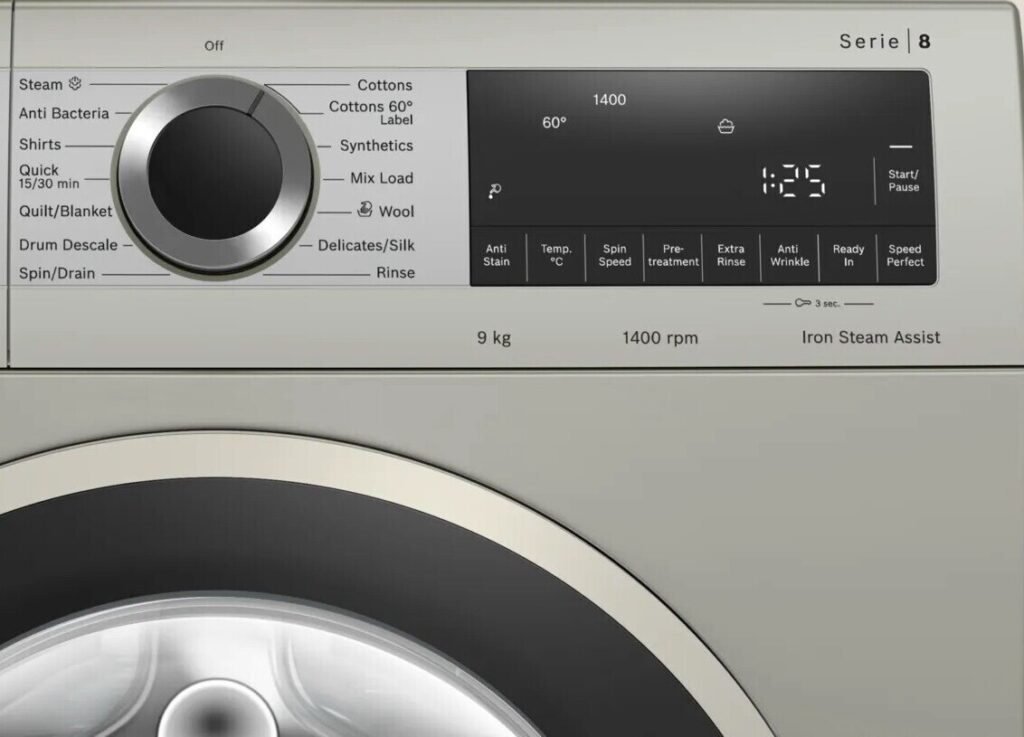 Off
Serie | 8
Steam
Anti Bacteria
Shirts
Quick
15/30 min
Quilt/Blanket
Drum Descale
Spin/Drain
Cottons
Cottons 60°
Label
Synthetics
Mix Load
Wool
Delicates/Silk
Rinse
1400
60°
1:25
Start/
Pause
Anti
Stain
Temp.
°C
Spin
Speed
Pre-
treatment
Extra
Rinse
Anti
Wrinkle
Ready
In
Speed
Perfect
3 sec.
9 kg
1400 rpm
Iron Steam Assist